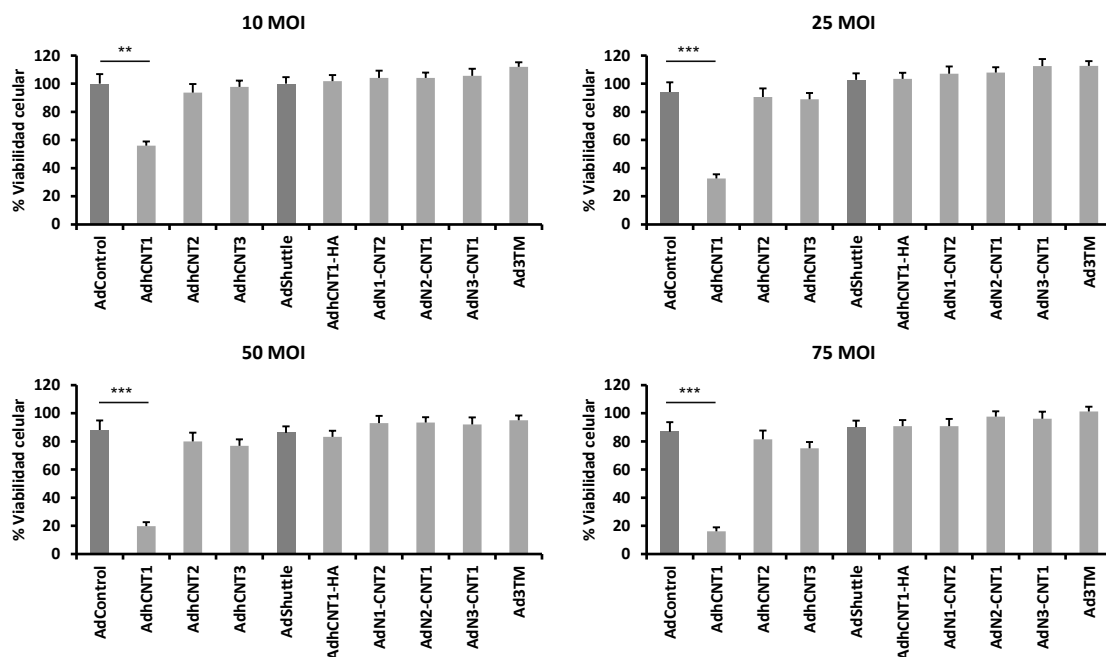 10 MOI
% Viabilidad celular
120
100
80
60
40
20
0
**
AdControl
AdhCNT1
AdhCNT2
AdhCNT3
AdShuttle
AdhCNT1-HA
AdN1-CNT2
AdN2-CNT1
AdN3-CNT1
Ad3TM
25 MOI
% Viabilidad celular
120
100
80
60
40
20
0
***
AdControl
AdhCNT1
AdhCNT2
AdhCNT3
AdShuttle
AdhCNT1-HA
AdN1-CNT2
AdN2-CNT1
AdN3-CNT1
Ad3TM
50 MOI
% Viabilidad celular
120
100
80
60
40
20
0
***
AdControl
AdhCNT1
AdhCNT2
AdhCNT3
AdShuttle
AdhCNT1-HA
AdN1-CNT2
AdN2-CNT1
AdN3-CNT1
Ad3TM
75 MOI
% Viabilidad celular
120
100
80
60
40
20
0
***
AdControl
AdhCNT1
AdhCNT2
AdhCNT3
AdShuttle
AdhCNT1-HA
AdN1-CNT2
AdN2-CNT1
AdN3-CNT1
Ad3TM